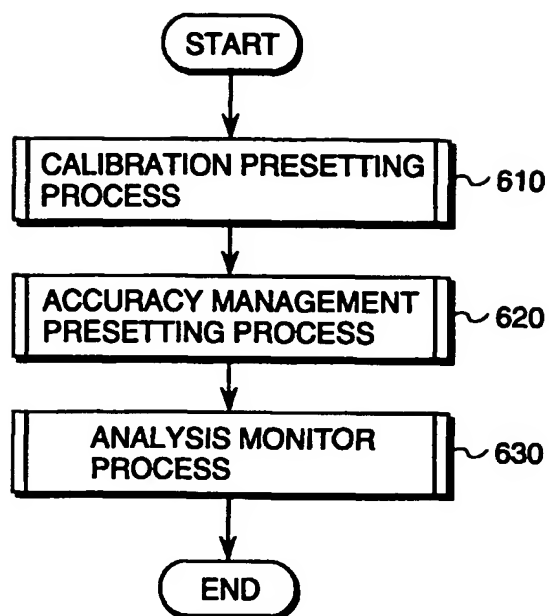 START
CALIBRATION PRESETTING
PROCESS
610
ACCURACY MANAGEMENT
PRESETTING PROCESS
620
ANALYSIS MONITOR
PROCESS
630
END